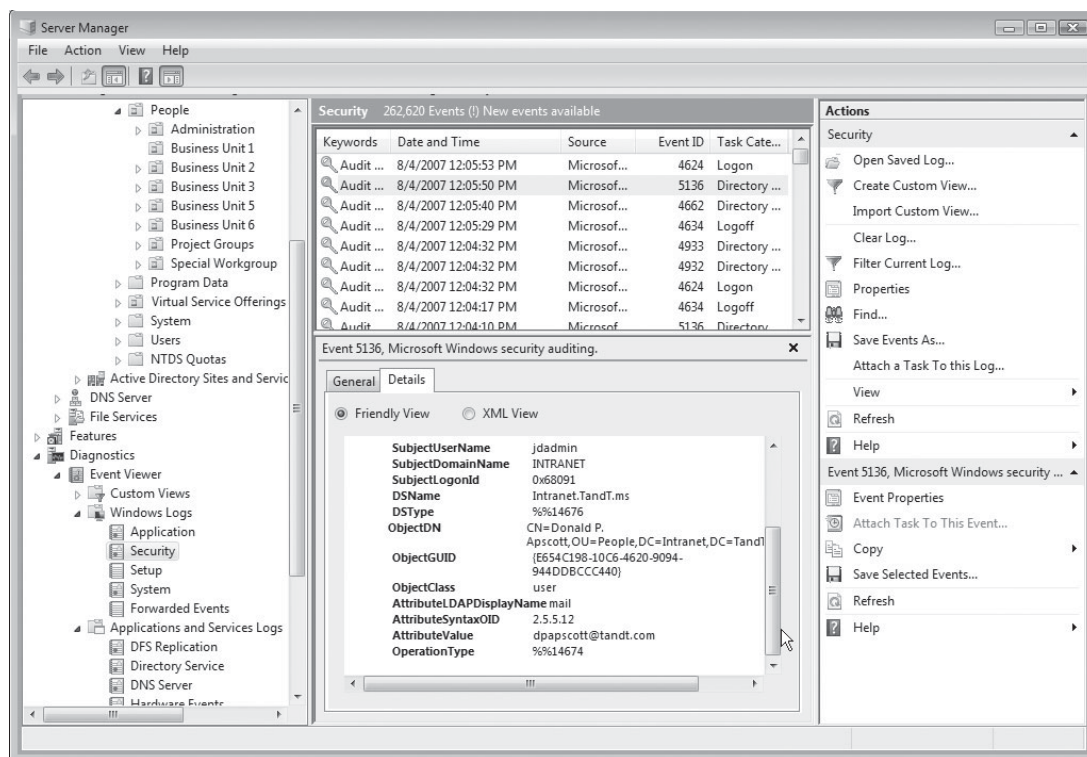 Server Manager
File Action View Help
People
Administration
Business Unit 1
Business Unit 2
Business Unit 3
Business Unit 5
Business Unit 6
Project Groups
Special Workgroup
Program Data
Virtual Service Offerings
System
Users
NTDS Quotas
Active Directory Sites and Servic
DNS Server
File Services
Features
Diagnostics
Event Viewer
Custom Views
Windows Logs
Application
Security
Setup
System
Forwarded Events
Applications and Services Logs
DFS Replication
Directory Service
DNS Server
Hardware Events
Security 262,620 Events (!) New events available
Keywords Date and Time Source Event ID Task Cate...
Audit ... 8/4/2007 12:05:53 PM Microsof... 4624 Logon
Audit ... 8/4/2007 12:05:50 PM Microsof... 5136 Directory ...
Audit ... 8/4/2007 12:05:40 PM Microsof... 4662 Directory ...
Audit ... 8/4/2007 12:05:29 PM Microsof... 4634 Logoff
Audit ... 8/4/2007 12:04:32 PM Microsof... 4933 Directory ...
Audit ... 8/4/2007 12:04:32 PM Microsof... 4932 Directory ...
Audit ... 8/4/2007 12:04:32 PM Microsof... 4624 Logon
Audit ... 8/4/2007 12:04:17 PM Microsof... 4634 Logoff
Audit 8/4/2007 12:04:10 PM Microsof 5136 Directory
Event 5136, Microsoft Windows security auditing.
General Details
Friendly View XML View
SubjectUserName jdadmin
SubjectDomainName INTRANET
SubjectLogonId 0x68091
DSName Intranet.TandT.ms
DSType %%14676
ObjectDN CN=Donald P.
Apscott,OU=People,DC=Intranet,DC=TandT
ObjectGUID {E654C198-10C6-4620-9094-
944DDBCCC440}
ObjectClass user
AttributeLDAPDisplayName mail
AttributeSyntaxOID 2.5.5.12
AttributeValue dpapscott@tandt.com
OperationType %%14674
Actions
Security
Open Saved Log...
Create Custom View...
Import Custom View...
Clear Log...
Filter Current Log...
Properties
Find...
Save Events As...
Attach a Task To this Log...
View
Refresh
Help
Event 5136, Microsoft Windows security ...
Event Properties
Attach Task To This Event...
Copy
Save Selected Events...
Refresh
Help